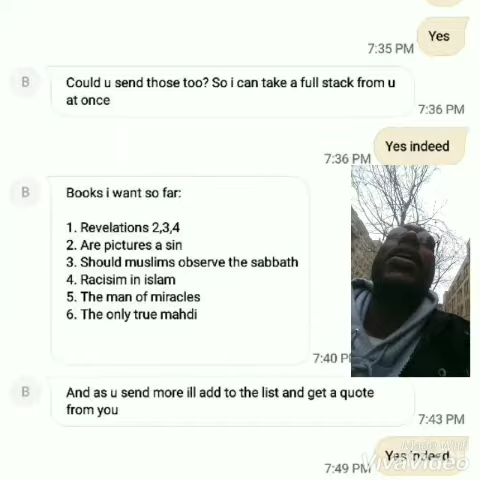 Yes
7:35 PM
B
Could u send those too? So i can take a full stack from u
at once
7:36 PM
Yes indeed
7:36 PM
B
Books i want so far:
1. Revelations 2,3,4
2. Are pictures a sin
3. Should muslims observe the sabbath
4. Racisim in islam
5. The man of miracles
6. The only true mahdi
7:40 P
B
And as u send more ill add to the list and get a quote
from you
7:43 PM
Made With
VivaVideo
Yes indeed
7:49 PM